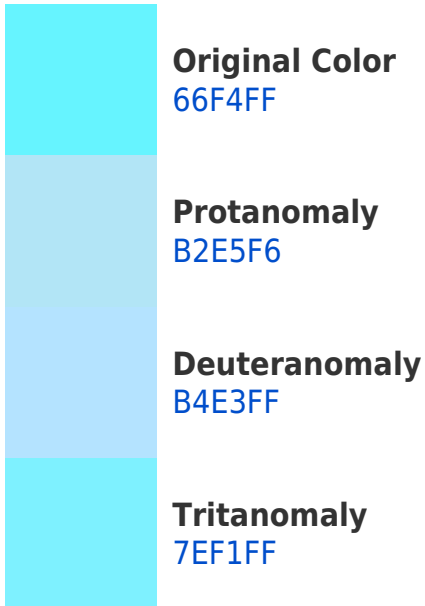 Original Color
66F4FF
Protanomaly
B2E5F6
Deuteranomaly
B4E3FF
Tritanomaly
7EF1FF